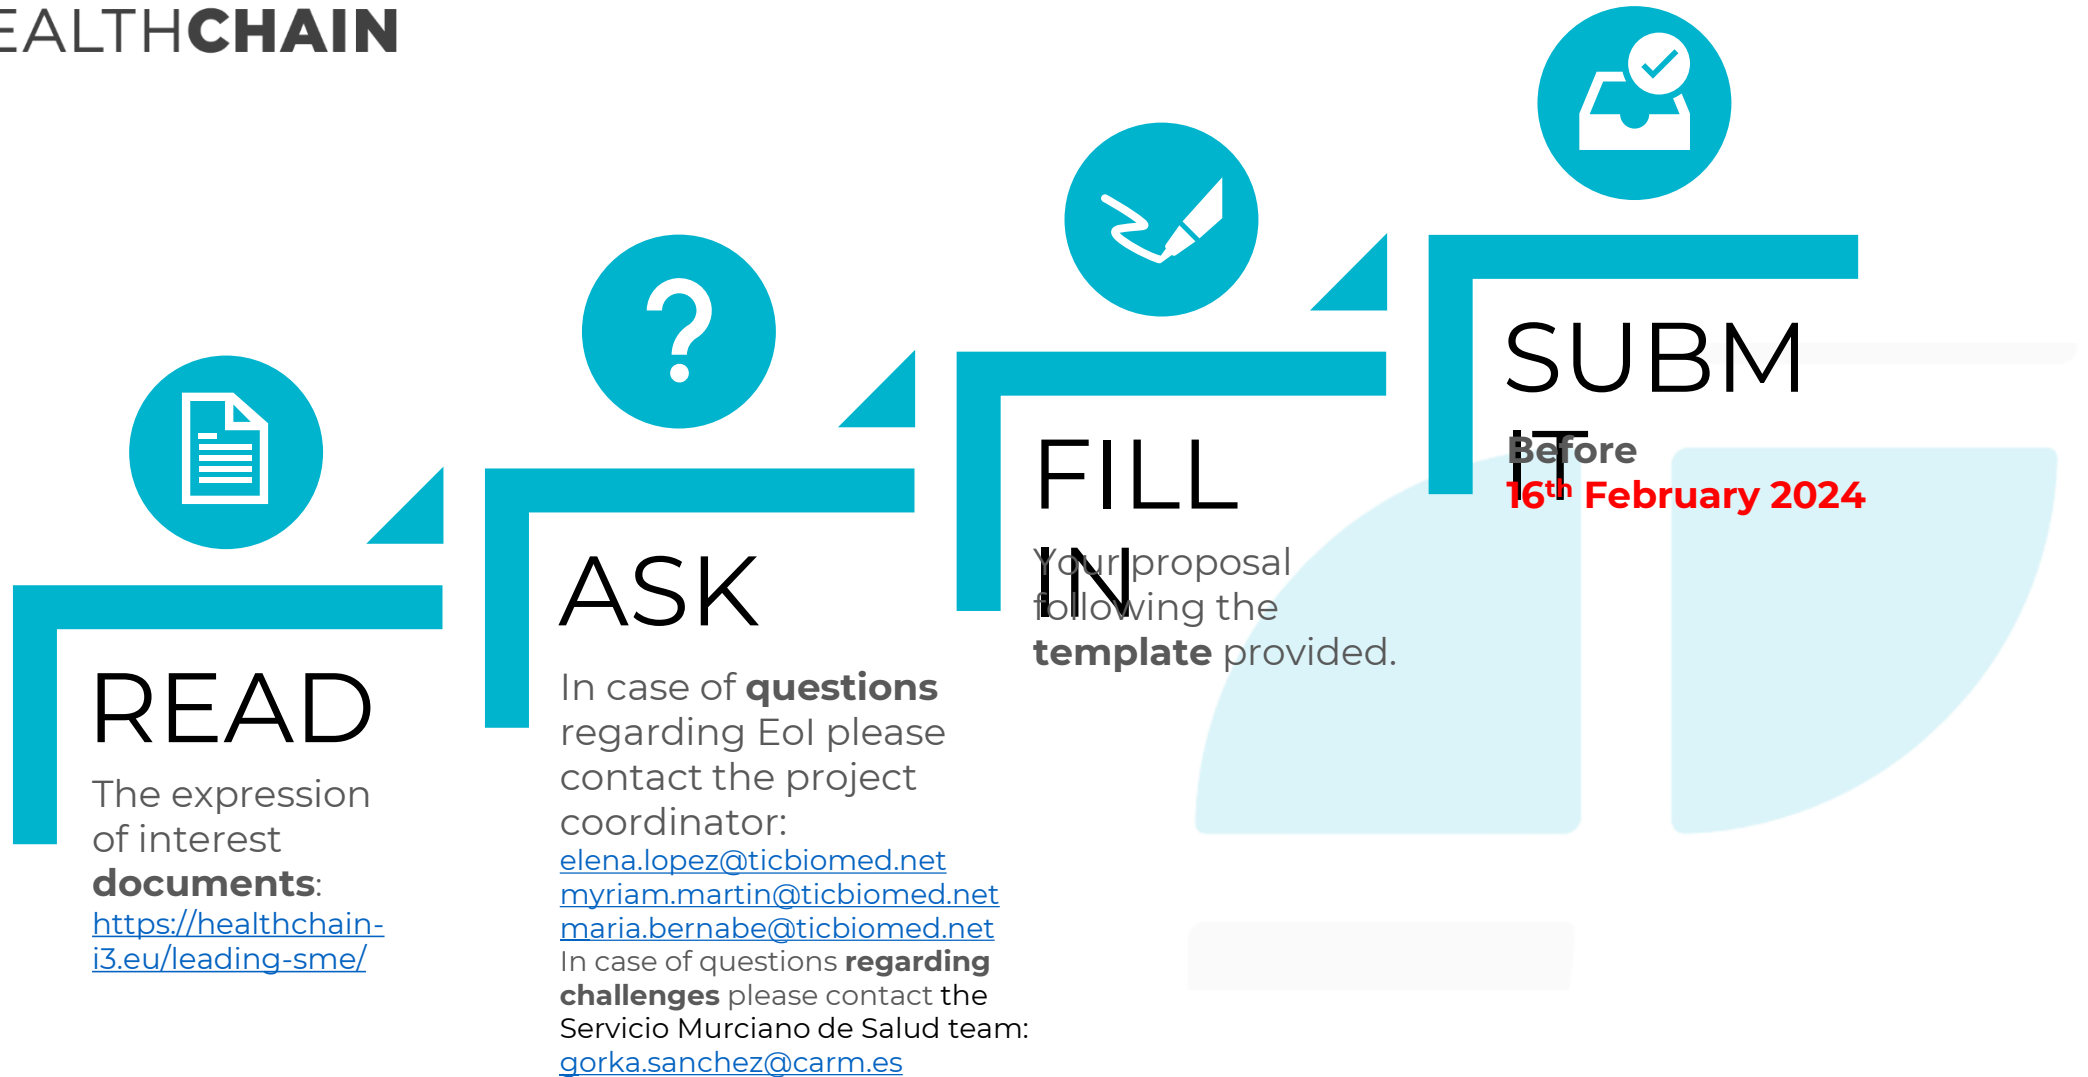 EALTHCHAIN
READ
The expression
of interest
documents:
https://healthchain-
i3.eu/leading-sme/
ASK
In case of questions
regarding EoI please
contact the project
coordinator:
elena.lopez@ticbiomed.net
myriam.martin@ticbiomed.net
maria.bernabe@ticbiomed.net
In case of questions regarding
challenges please contact the
Servicio Murciano de Salud team:
gorka.sanchez@carm.es
FILL
IN
Your proposal
following the
template provided.
SUBM
IT
Before
16th February 2024